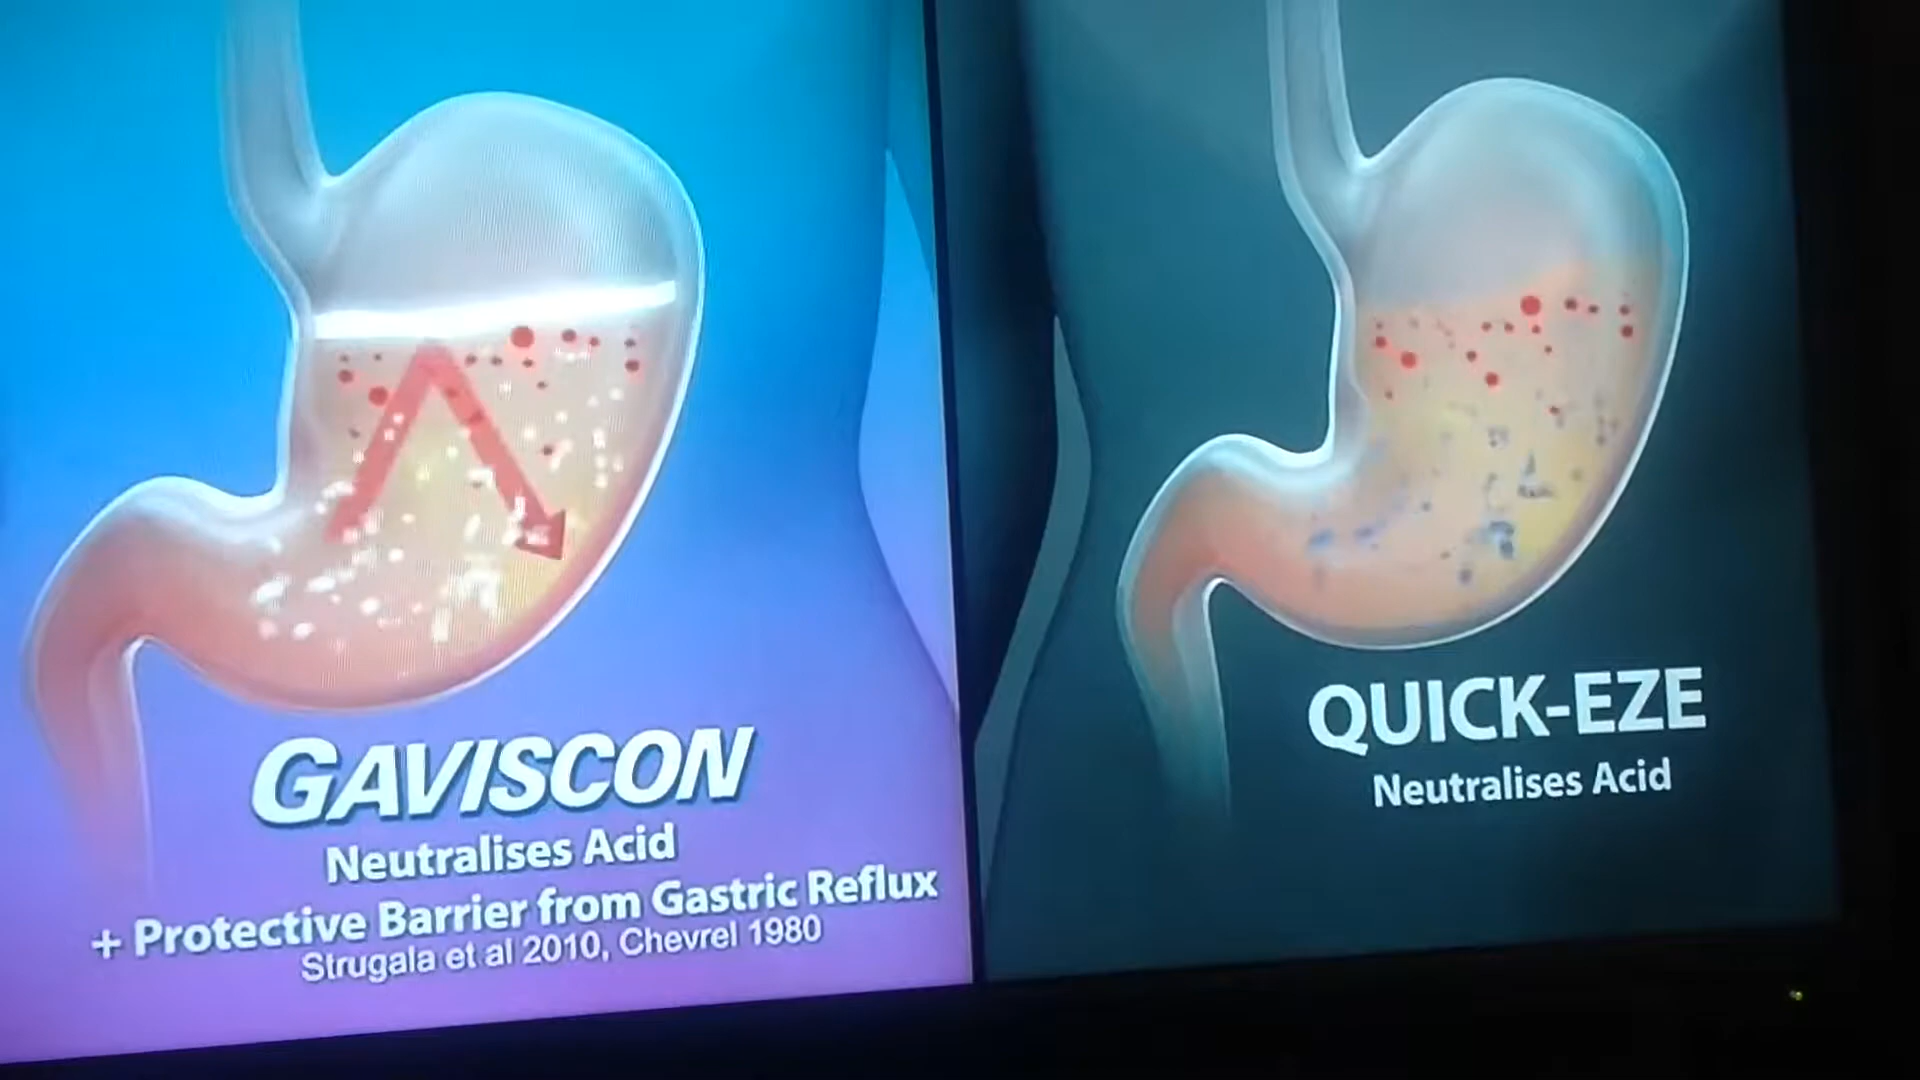 GAVISCON
Neutralises Acid
+ Protective Barrier from Gastric Reflux
Strugala et al 2010, Chevrel 1980
QUICK-EZE
Neutralises Acid